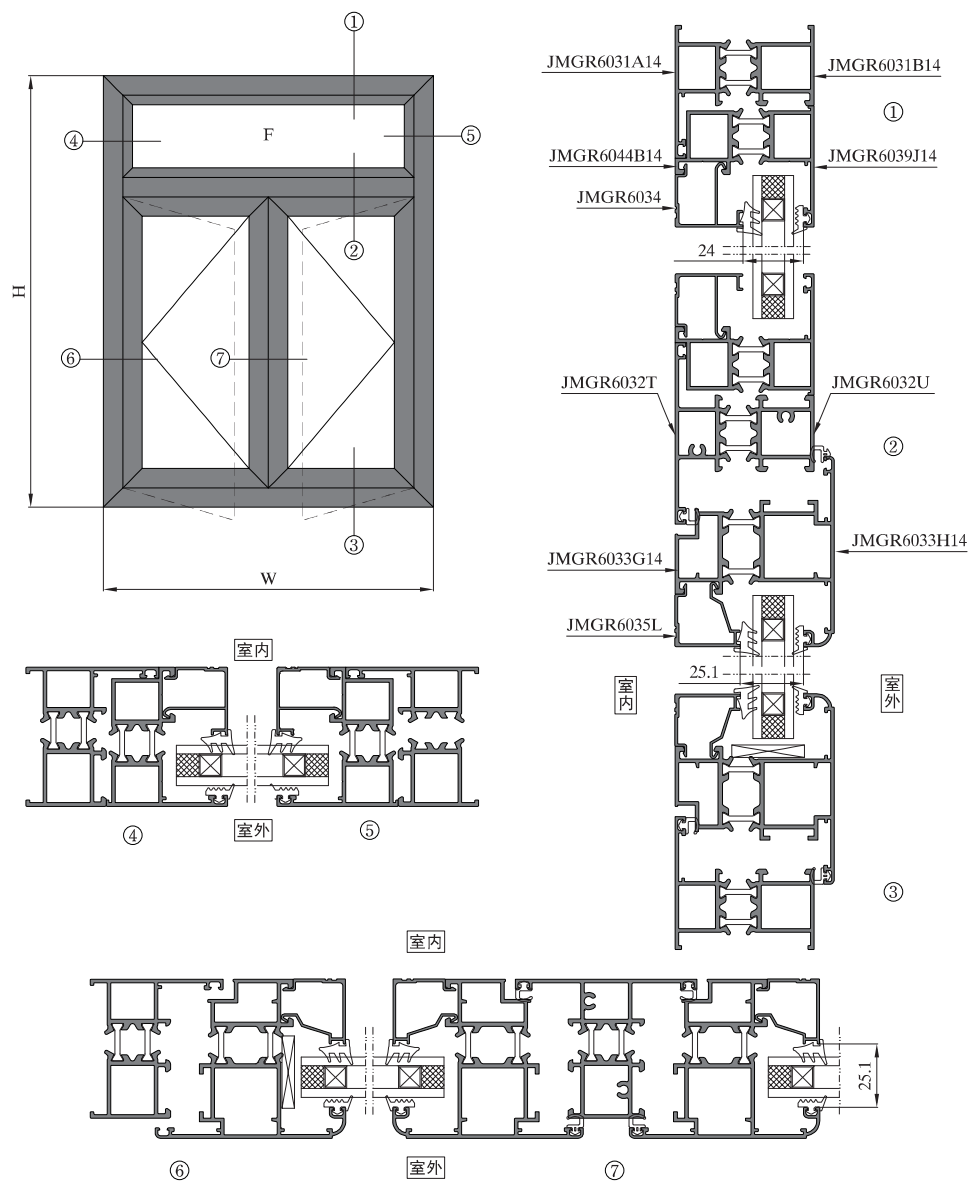 ①
④
F
⑤
②
H
⑥
⑦
③
W
JMGR6031A14
JMGR6031B14
①
JMGR6044B14
JMGR6039J14
JMGR6034
24
JMGR6032T
JMGR6032U
②
JMGR6033G14
JMGR6033H14
JMGR6035L
25.1
室内
室外
③
室内
④
室外
⑤
室内
25.1
⑥
室外
⑦